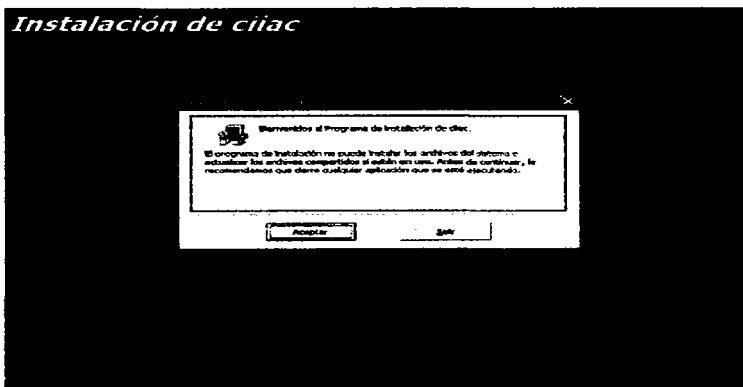 Instalación de ciiac
Bienvenidos al Programa de instalación de ciiac.
El programa de instalación no puede instalar los archivos del sistema o
actualizar los archivos compartidos si están en uso. Antes de continuar, le
recomendamos que cierre cualquier aplicación que se esté ejecutando.
Aceptar
Salir